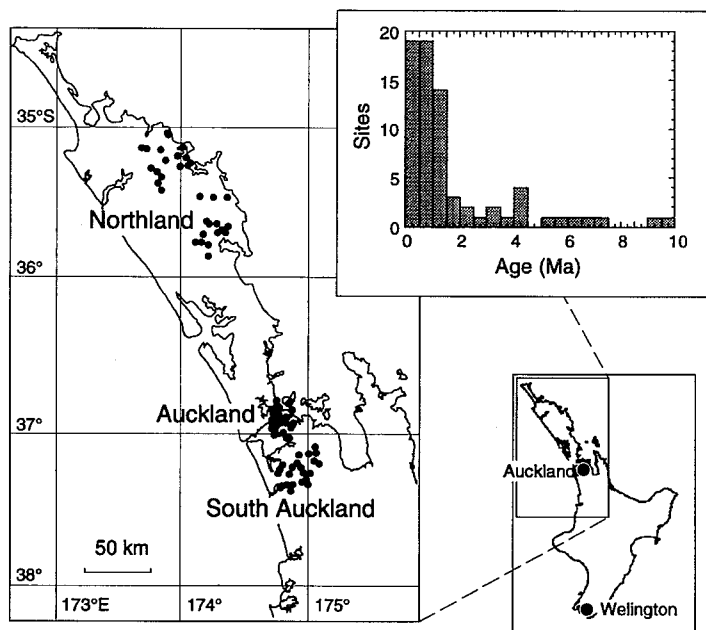 35°S
Northland
36°
Auckland
37°
South Auckland
50 km
38°
173°E
174°
175°
20
15
10
5
0
Sites
0
2
4
6
8
10
Age (Ma)
Auckland
Welington